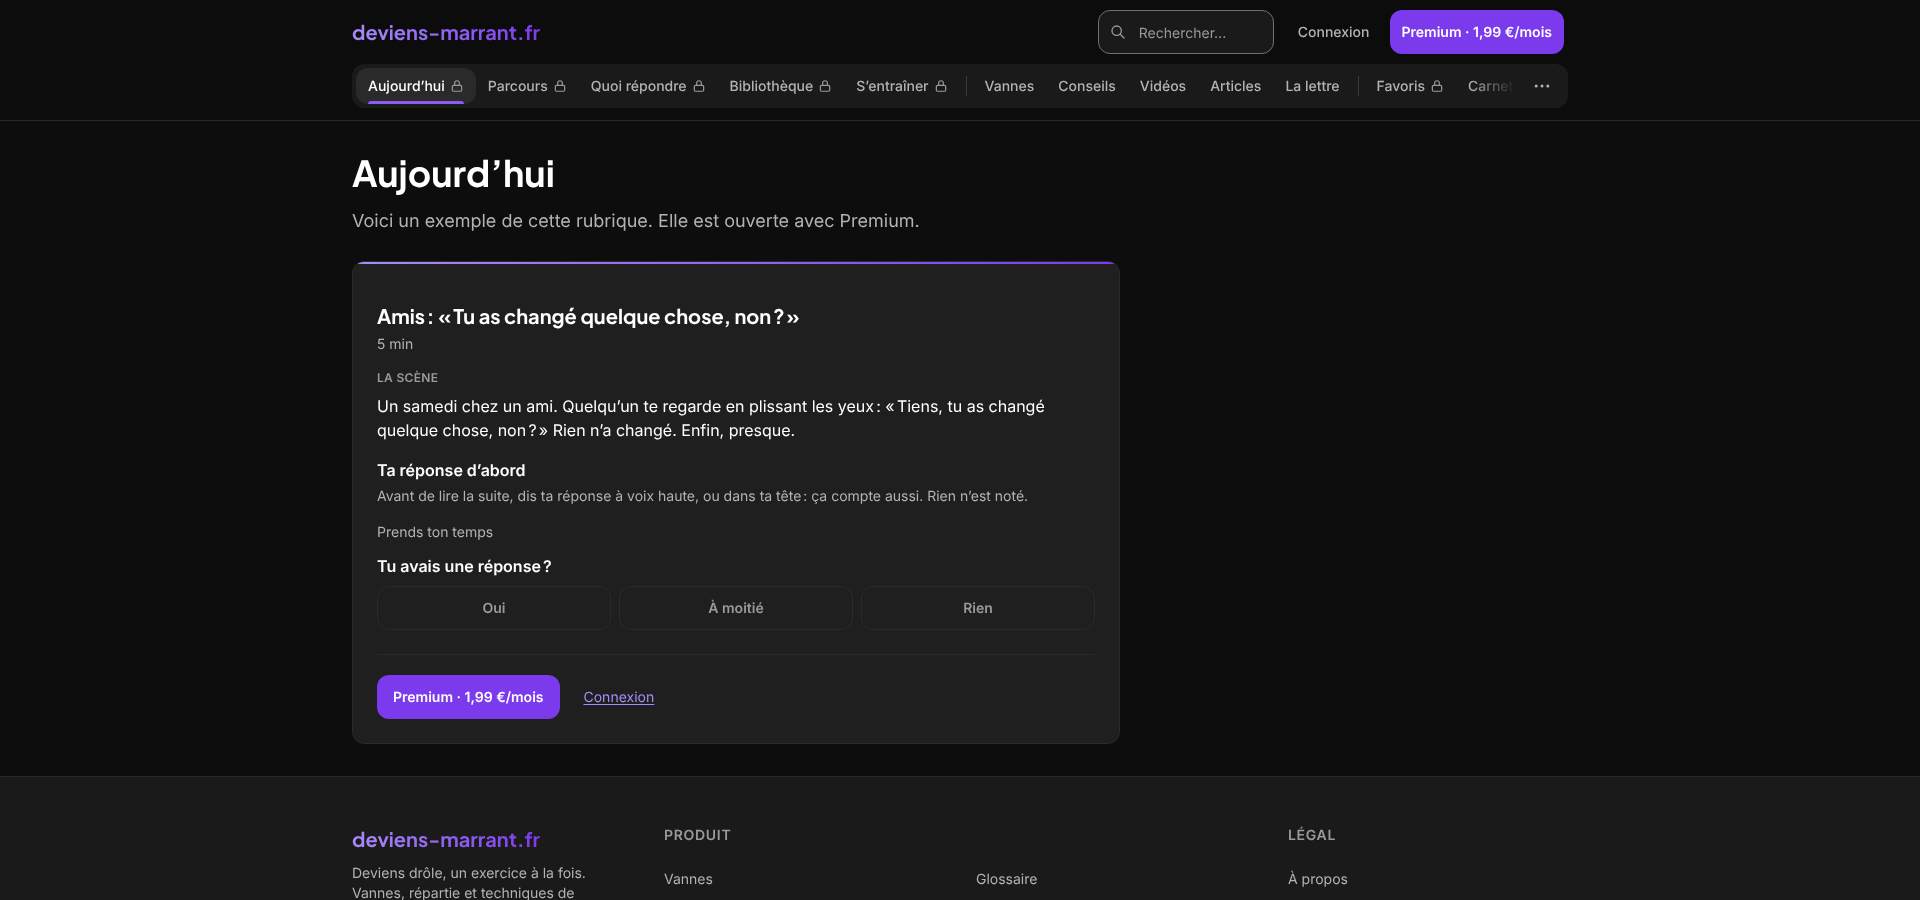 deviens-marrant.fr
Rechercher...
Connexion
Premium · 1,99 €/mois
Aujourd’hui
Parcours
Quoi répondre
Bibliothèque
S’entraîner
Vannes
Conseils
Vidéos
Articles
La lettre
Favoris
Carnet
Aujourd’hui
Voici un exemple de cette rubrique. Elle est ouverte avec Premium.
Amis : « Tu as changé quelque chose, non ? »
5 min
LA SCÈNE
Un samedi chez un ami. Quelqu’un te regarde en plissant les yeux : « Tiens, tu as changé
quelque chose, non ? » Rien n’a changé. Enfin, presque.
Ta réponse d’abord
Avant de lire la suite, dis ta réponse à voix haute, ou dans ta tête : ça compte aussi. Rien n’est noté.
Prends ton temps
Tu avais une réponse ?
Oui
À moitié
Rien
Premium · 1,99 €/mois
Connexion
deviens-marrant.fr
Deviens drôle, un exercice à la fois.
Vannes, répartie et techniques de
PRODUIT
Vannes
Glossaire
LÉGAL
À propos